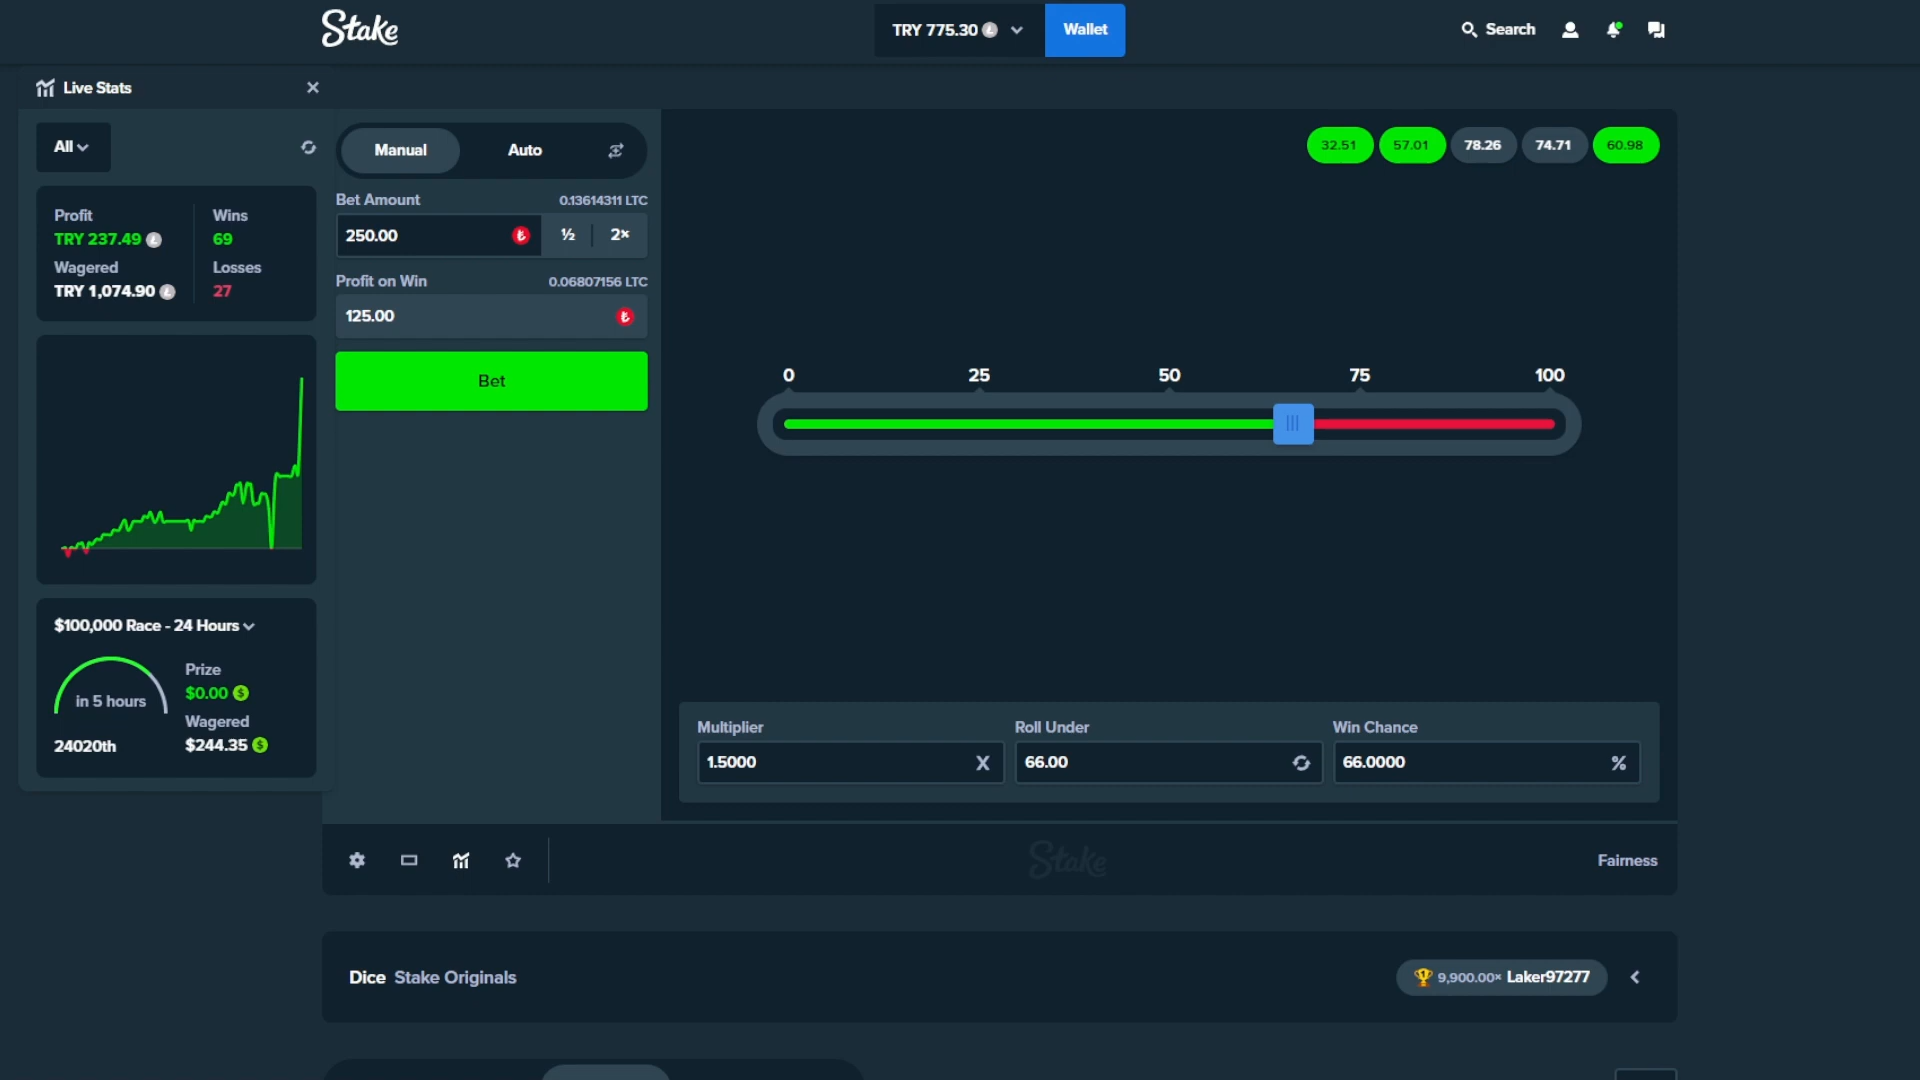 Stake
TRY 775.30
Wallet
Search
Live Stats
All
Profit
TRY 237.49
Wins
69
Wagered
TRY 1,074.90
Losses
27
$100,000 Race - 24 Hours
in 5 hours
24020th
Prize
$0.00
Wagered
$244.35
Manual
Auto
Bet Amount
0.13614311 LTC
250.00
½
2×
Profit on Win
0.06807156 LTC
125.00
Bet
32.51
57.01
78.26
74.71
60.98
0
25
50
75
100
Multiplier
1.5000
X
Roll Under
66.00
Win Chance
66.0000
%
Stake
Fairness
Dice Stake Originals
9,900.00× Laker97277